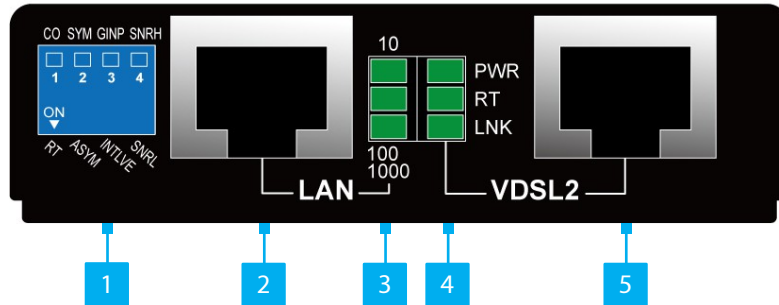 CO SYM GINP SNRH
1 2 3 4
ON
RT ASYM INTLVE SNRL
10
100
1000
LAN
PWR
RT
LNK
VDSL2
1 2 3 4 5